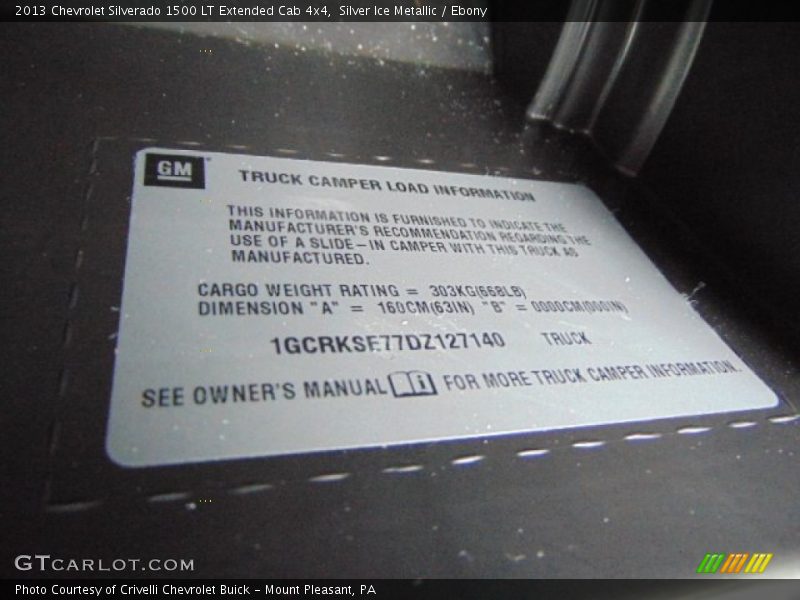 2013 Chevrolet Silverado 1500 LT Extended Cab 4x4, Silver Ice Metallic / Ebony
GM
TRUCK CAMPER LOAD INFORMATION
THIS INFORMATION IS FURNISHED TO INDICATE THE
MANUFACTURER'S RECOMMENDATION REGARDING THE
USE OF A SLIDE-IN CAMPER WITH THIS TRUCK AS
MANUFACTURED.
CARGO WEIGHT RATING = 303KG(668LB)
DIMENSION "A" = 160CM(63IN) "B" = 0000CM(000IN)
1GCRKSE77DZ127140 TRUCK
SEE OWNER'S MANUAL FOR MORE TRUCK CAMPER INFORMATION.
GTCARLOT.COM
Photo Courtesy of Crivelli Chevrolet Buick - Mount Pleasant, PA